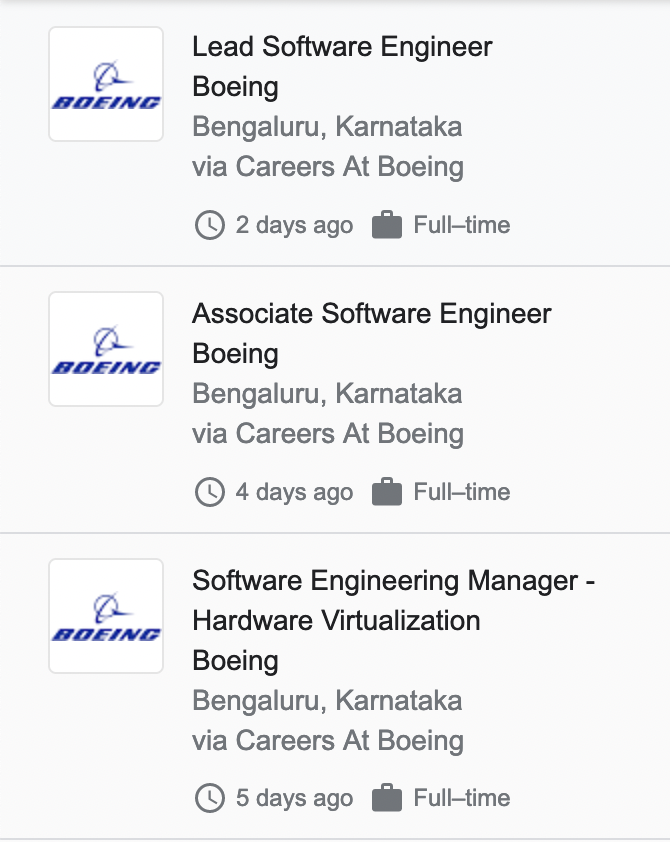 BOEING
Lead Software Engineer
Boeing
Bengaluru, Karnataka
via Careers At Boeing
2 days ago Full–time
BOEING
Associate Software Engineer
Boeing
Bengaluru, Karnataka
via Careers At Boeing
4 days ago Full–time
BOEING
Software Engineering Manager -
Hardware Virtualization
Boeing
Bengaluru, Karnataka
via Careers At Boeing
5 days ago Full–time